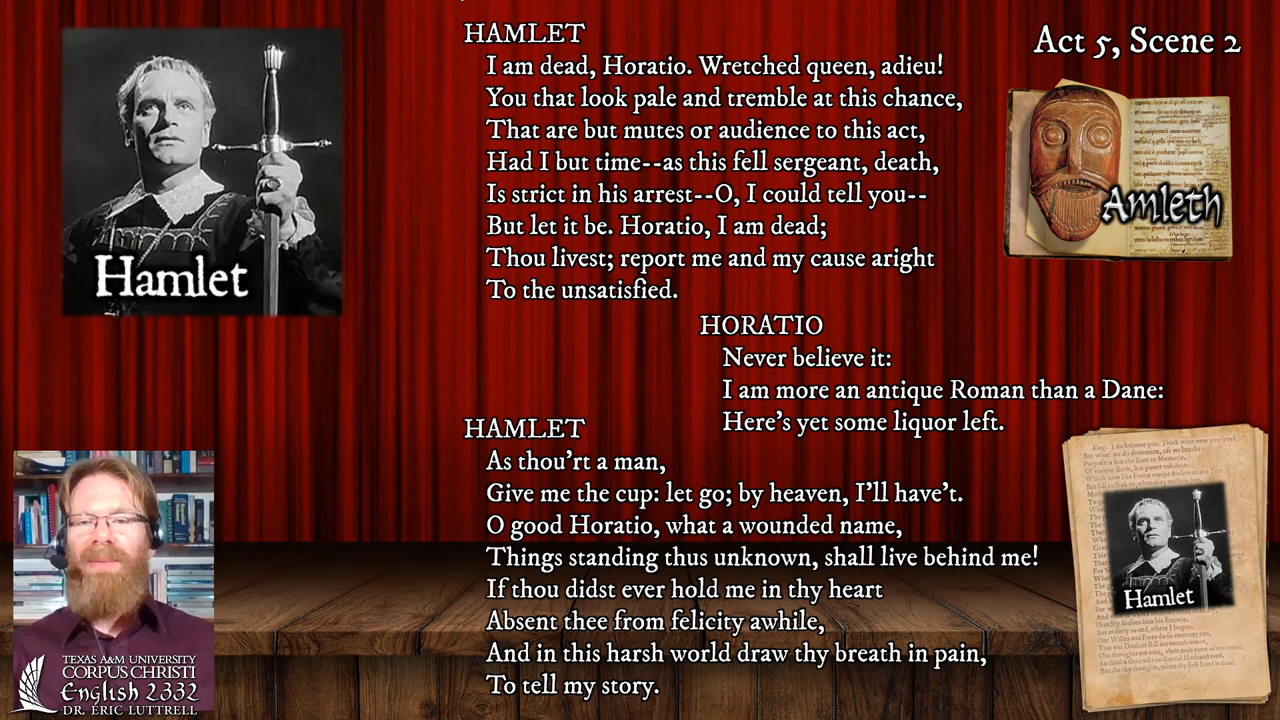 HAMLET
I am dead, Horatio. Wretched queen, adieu!
You that look pale and tremble at this chance,
That are but mutes or audience to this act,
Had I but time--as this fell sergeant, death,
Is strict in his arrest--O, I could tell you--
But let it be. Horatio, I am dead;
Thou livest; report me and my cause aright
To the unsatisfied.
HORATIO
Never believe it:
I am more an antique Roman than a Dane:
Here's yet some liquor left.
HAMLET
As thou'rt a man,
Give me the cup: let go; by heaven, I'll have't.
O good Horatio, what a wounded name,
Things standing thus unknown, shall live behind me!
If thou didst ever hold me in thy heart
Absent thee from felicity awhile,
And in this harsh world draw thy breath in pain,
To tell my story.
Act 5, Scene 2
Amleth
Hamlet
Hamlet
TEXAS A&M UNIVERSITY
CORPUS CHRISTI
English 2332
DR. ERIC LUTTRELL